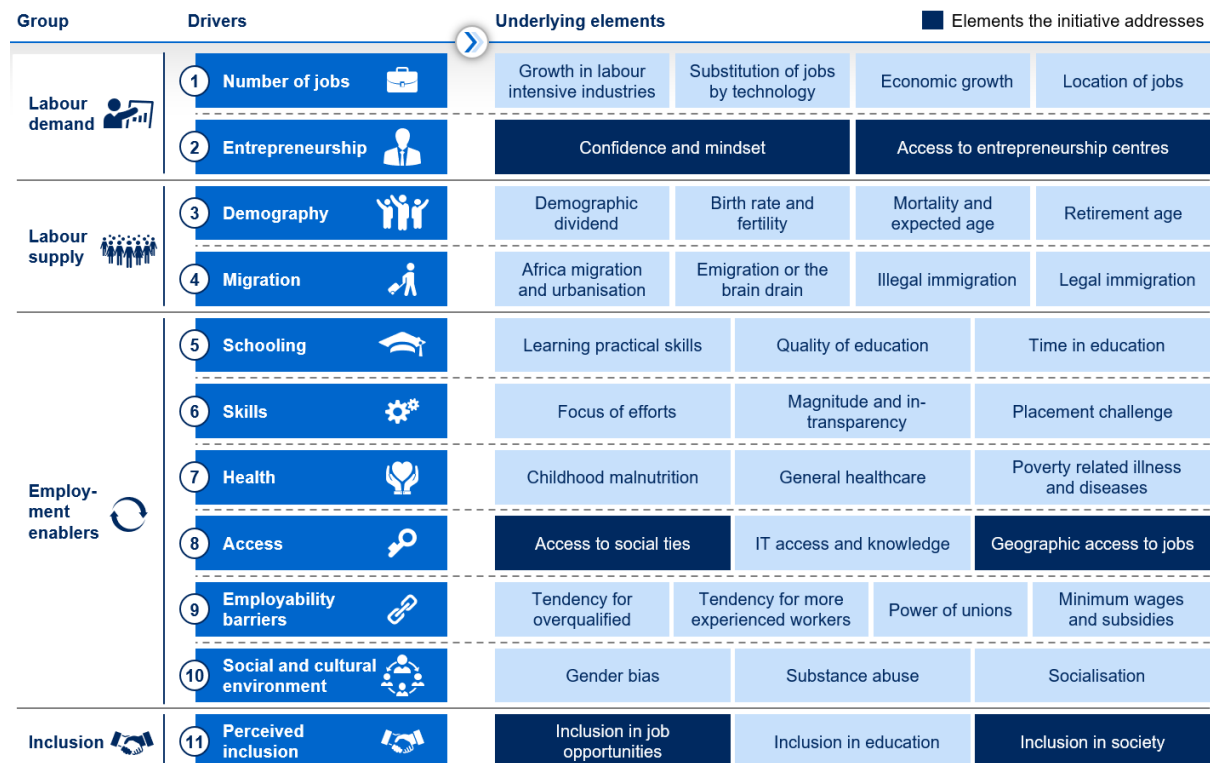 Group
Drivers
Underlying elements
Elements the initiative addresses
Labour
demand
1
Number of jobs
Growth in labour
intensive industries
Substitution of jobs
by technology
Economic growth
Location of jobs
2
Entrepreneurship
Confidence and mindset
Access to entrepreneurship centres
Labour
supply
3
Demography
Demographic
dividend
Birth rate and
fertility
Mortality and
expected age
Retirement age
4
Migration
Africa migration
and urbanisation
Emigration or the
brain drain
Illegal immigration
Legal immigration
Employ-
ment
enablers
5
Schooling
Learning practical skills
Quality of education
Time in education
6
Skills
Focus of efforts
Magnitude and in-
transparency
Placement challenge
7
Health
Childhood malnutrition
General healthcare
Poverty related illness
and diseases
8
Access
Access to social ties
IT access and knowledge
Geographic access to jobs
9
Employability
barriers
Tendency for
overqualified
Tendency for more
experienced workers
Power of unions
Minimum wages
and subsidies
10
Social and cultural
environment
Gender bias
Substance abuse
Socialisation
Inclusion
11
Perceived
inclusion
Inclusion in job
opportunities
Inclusion in education
Inclusion in society